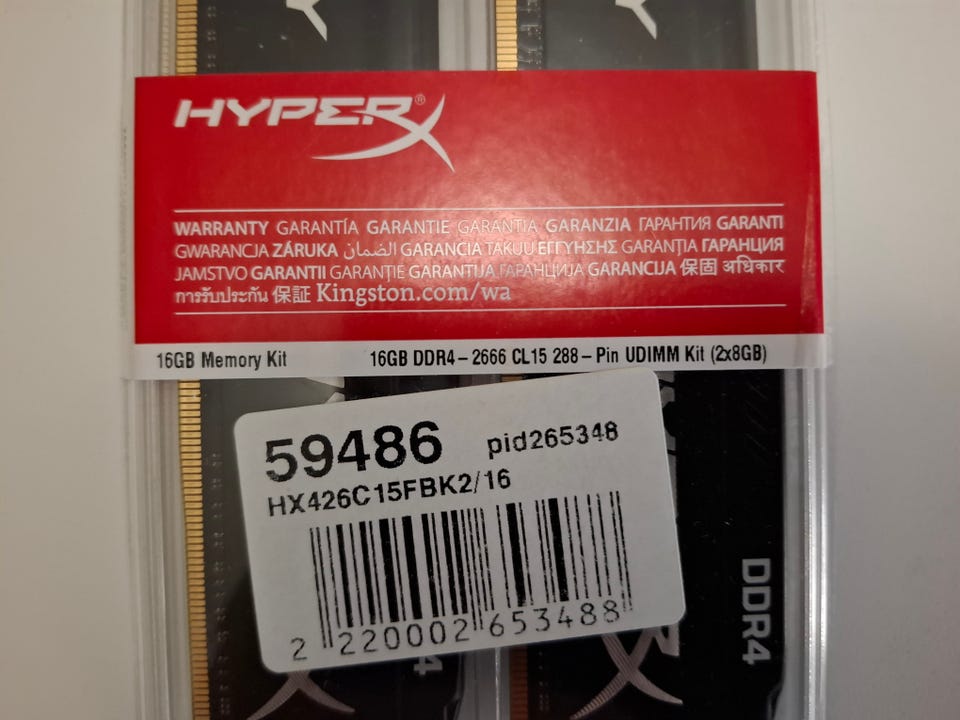 HYPERX®
WARRANTY GARANTÍA GARANTIE GARANTIA GARANZIA ГАРАНТИЯ GARANTI
GWARANCJA ZÁRUKA الضمان GARANCIA TAKUU ΕΓΓΥΗΣΗΣ GARANȚIA ГАРАНЦИЯ
JAMSTVO GARANTII GARANTIE GARANTIJA ГАРАНЦИЈА GARANCIJA 保固 अधिकार
การรับประกัน 保証 Kingston.com/wa
16GB Memory Kit 16GB DDR4-2666 CL15 288-Pin UDIMM Kit (2x8GB)
59486 pid265348
HX426C15FBK2/16
2 220002 653488
DDR4
4